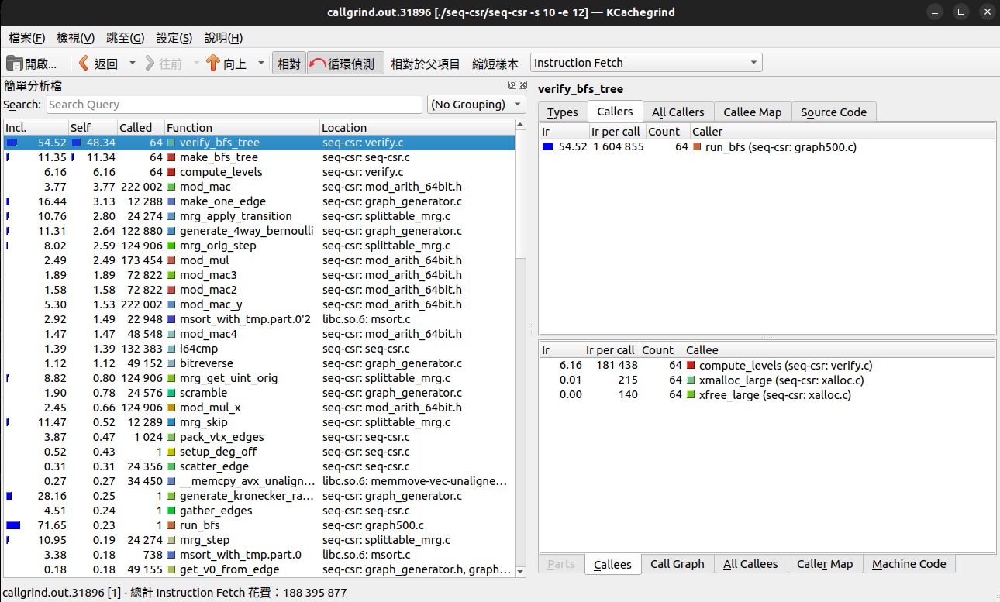 callgrind.out.31896 [./seq-csr/seq-csr -s 10 -e 12] — KCachegrind
檔案(F) 檢視(V) 跳至(G) 設定(S) 說明(H)
開啟... 返回 往前 向上 相對 循環偵測 相對於父項目 縮短樣本 Instruction Fetch
簡單分析檔
Search: Search Query (No Grouping)
Incl. Self Called Function Location
54.52 48.34 64 verify_bfs_tree seq-csr: verify.c
11.35 11.34 64 make_bfs_tree seq-csr: seq-csr.c
6.16 6.16 64 compute_levels seq-csr: verify.c
3.77 3.77 222 002 mod_mac seq-csr: mod_arith_64bit.h
16.44 3.13 12 288 make_one_edge seq-csr: graph_generator.c
10.76 2.80 24 274 mrg_apply_transition seq-csr: splittable_mrg.c
11.31 2.64 122 880 generate_4way_bernoulli seq-csr: graph_generator.c
8.02 2.59 124 906 mrg_orig_step seq-csr: splittable_mrg.c
2.49 2.49 173 454 mod_mul seq-csr: mod_arith_64bit.h
1.89 1.89 72 822 mod_mac3 seq-csr: mod_arith_64bit.h
1.58 1.58 72 822 mod_mac2 seq-csr: mod_arith_64bit.h
5.30 1.53 222 002 mod_mac_y seq-csr: mod_arith_64bit.h
2.92 1.49 22 948 msort_with_tmp.part.0'2 libc.so.6: msort.c
1.47 1.47 48 548 mod_mac4 seq-csr: mod_arith_64bit.h
1.39 1.39 132 383 i64cmp seq-csr: seq-csr.c
1.12 1.12 49 152 bitreverse seq-csr: graph_generator.c
8.82 0.80 124 906 mrg_get_uint_orig seq-csr: splittable_mrg.c
1.90 0.78 24 576 scramble seq-csr: graph_generator.c
2.45 0.66 124 906 mod_mul_x seq-csr: mod_arith_64bit.h
11.47 0.52 12 289 mrg_skip seq-csr: splittable_mrg.c
3.87 0.47 1 024 pack_vtx_edges seq-csr: seq-csr.c
0.52 0.43 1 setup_deg_off seq-csr: seq-csr.c
0.31 0.31 24 356 scatter_edge seq-csr: seq-csr.c
0.27 0.27 34 450 __memcpy_avx_unalign... libc.so.6: memmove-vec-unaligne...
28.16 0.25 1 generate_kronecker_ra... seq-csr: graph_generator.c
4.51 0.24 1 gather_edges seq-csr: seq-csr.c
71.65 0.23 1 run_bfs seq-csr: graph500.c
10.95 0.19 24 274 mrg_step seq-csr: splittable_mrg.c
3.38 0.18 738 msort_with_tmp.part.0 libc.so.6: msort.c
0.18 0.18 49 155 get_v0_from_edge seq-csr: graph_generator.h, graph...
verify_bfs_tree
Types Callers All Callers Callee Map Source Code
Ir Ir per call Count Caller
54.52 1 604 855 64 run_bfs (seq-csr: graph500.c)
Ir Ir per call Count Callee
6.16 181 438 64 compute_levels (seq-csr: verify.c)
0.01 215 64 xmalloc_large (seq-csr: xalloc.c)
0.00 140 64 xfree_large (seq-csr: xalloc.c)
Parts Callees Call Graph All Callees Caller Map Machine Code
callgrind.out.31896 [1] - 總計 Instruction Fetch 花費：188 395 877